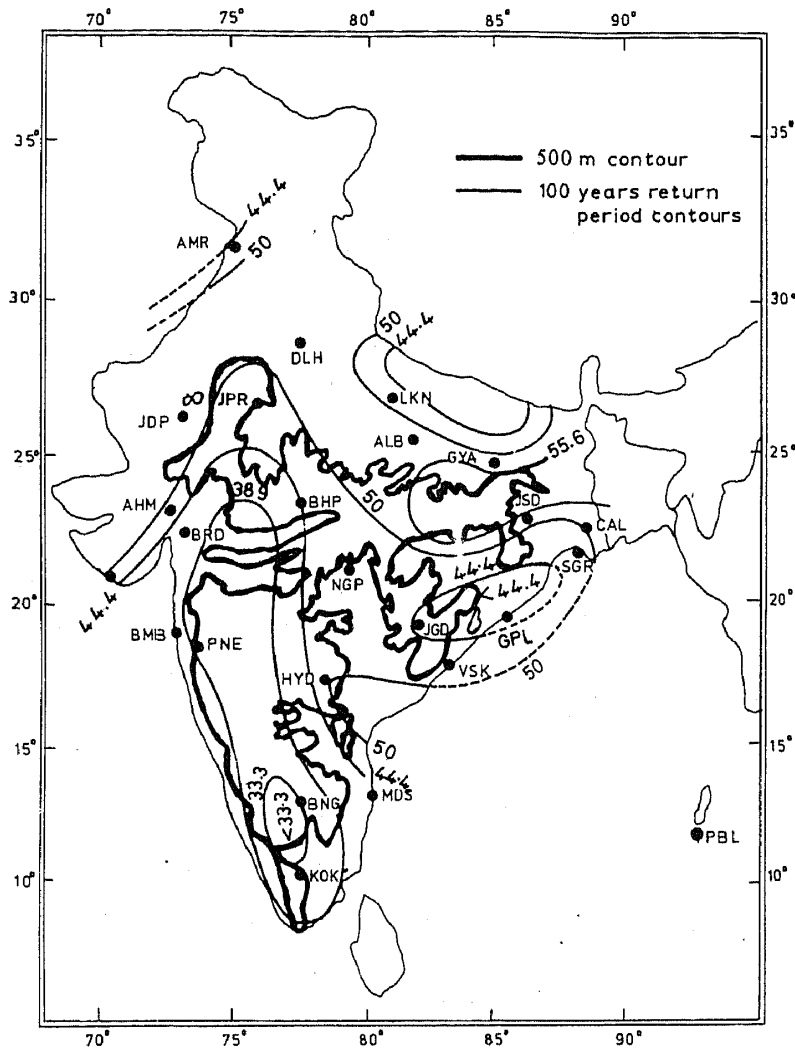 70° 75° 80° 85° 90°
35° 35°
500 m contour
100 years return
period contours
44.4
AMR
50
30° 30°
50
44.4
DLH
LKN
JPR
JDP
ALB
GYA
55.6
25° 25°
50
38.9
AHM
BHP
JSD
CAL
BRD
SGR
NGP
44.4
44.4
44.4
20° 20°
JGD
GPL
BMB
PNE
VSK
50
HYD
15° 15°
50
44.4
33.3
<33.3
BNG
MDS
PBL
KOK
10° 10°
70° 75° 80° 85° 90°